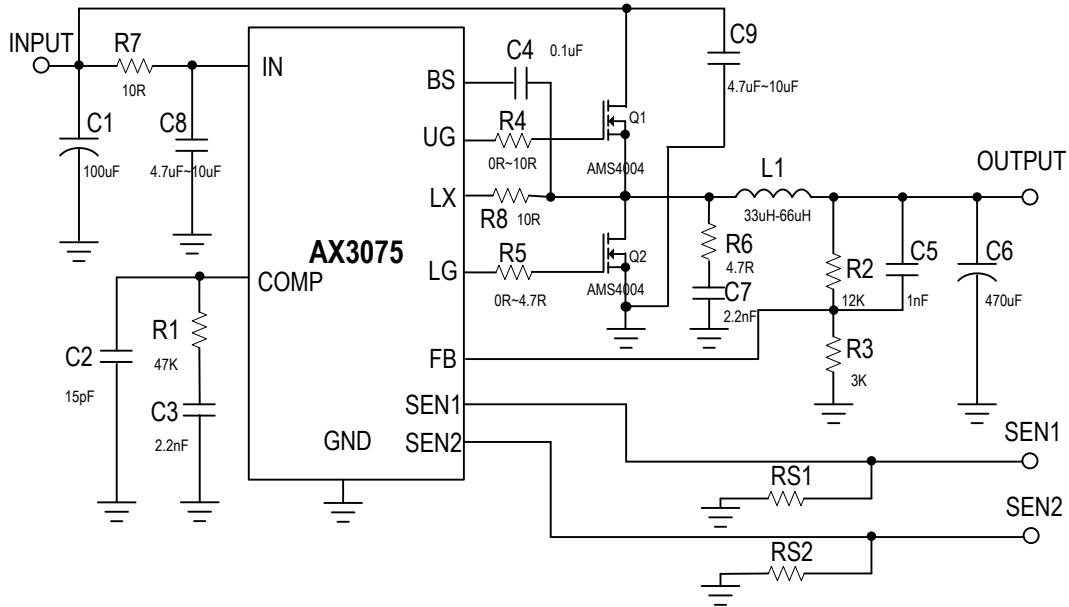 INPUT
R7
10R
C1
100uF
C8
4.7uF~10uF
IN
BS
UG
LX
LG
AX3075
COMP
FB
SEN1
SEN2
GND
C2
15pF
R1
47K
C3
2.2nF
C4
0.1uF
R4
0R~10R
R8
10R
R5
0R~4.7R
Q1
AMS4004
Q2
AMS4004
C9
4.7uF~10uF
L1
33uH-66uH
OUTPUT
R6
4.7R
C7
2.2nF
R2
12K
C5
1nF
C6
470uF
R3
3K
SEN1
RS1
SEN2
RS2